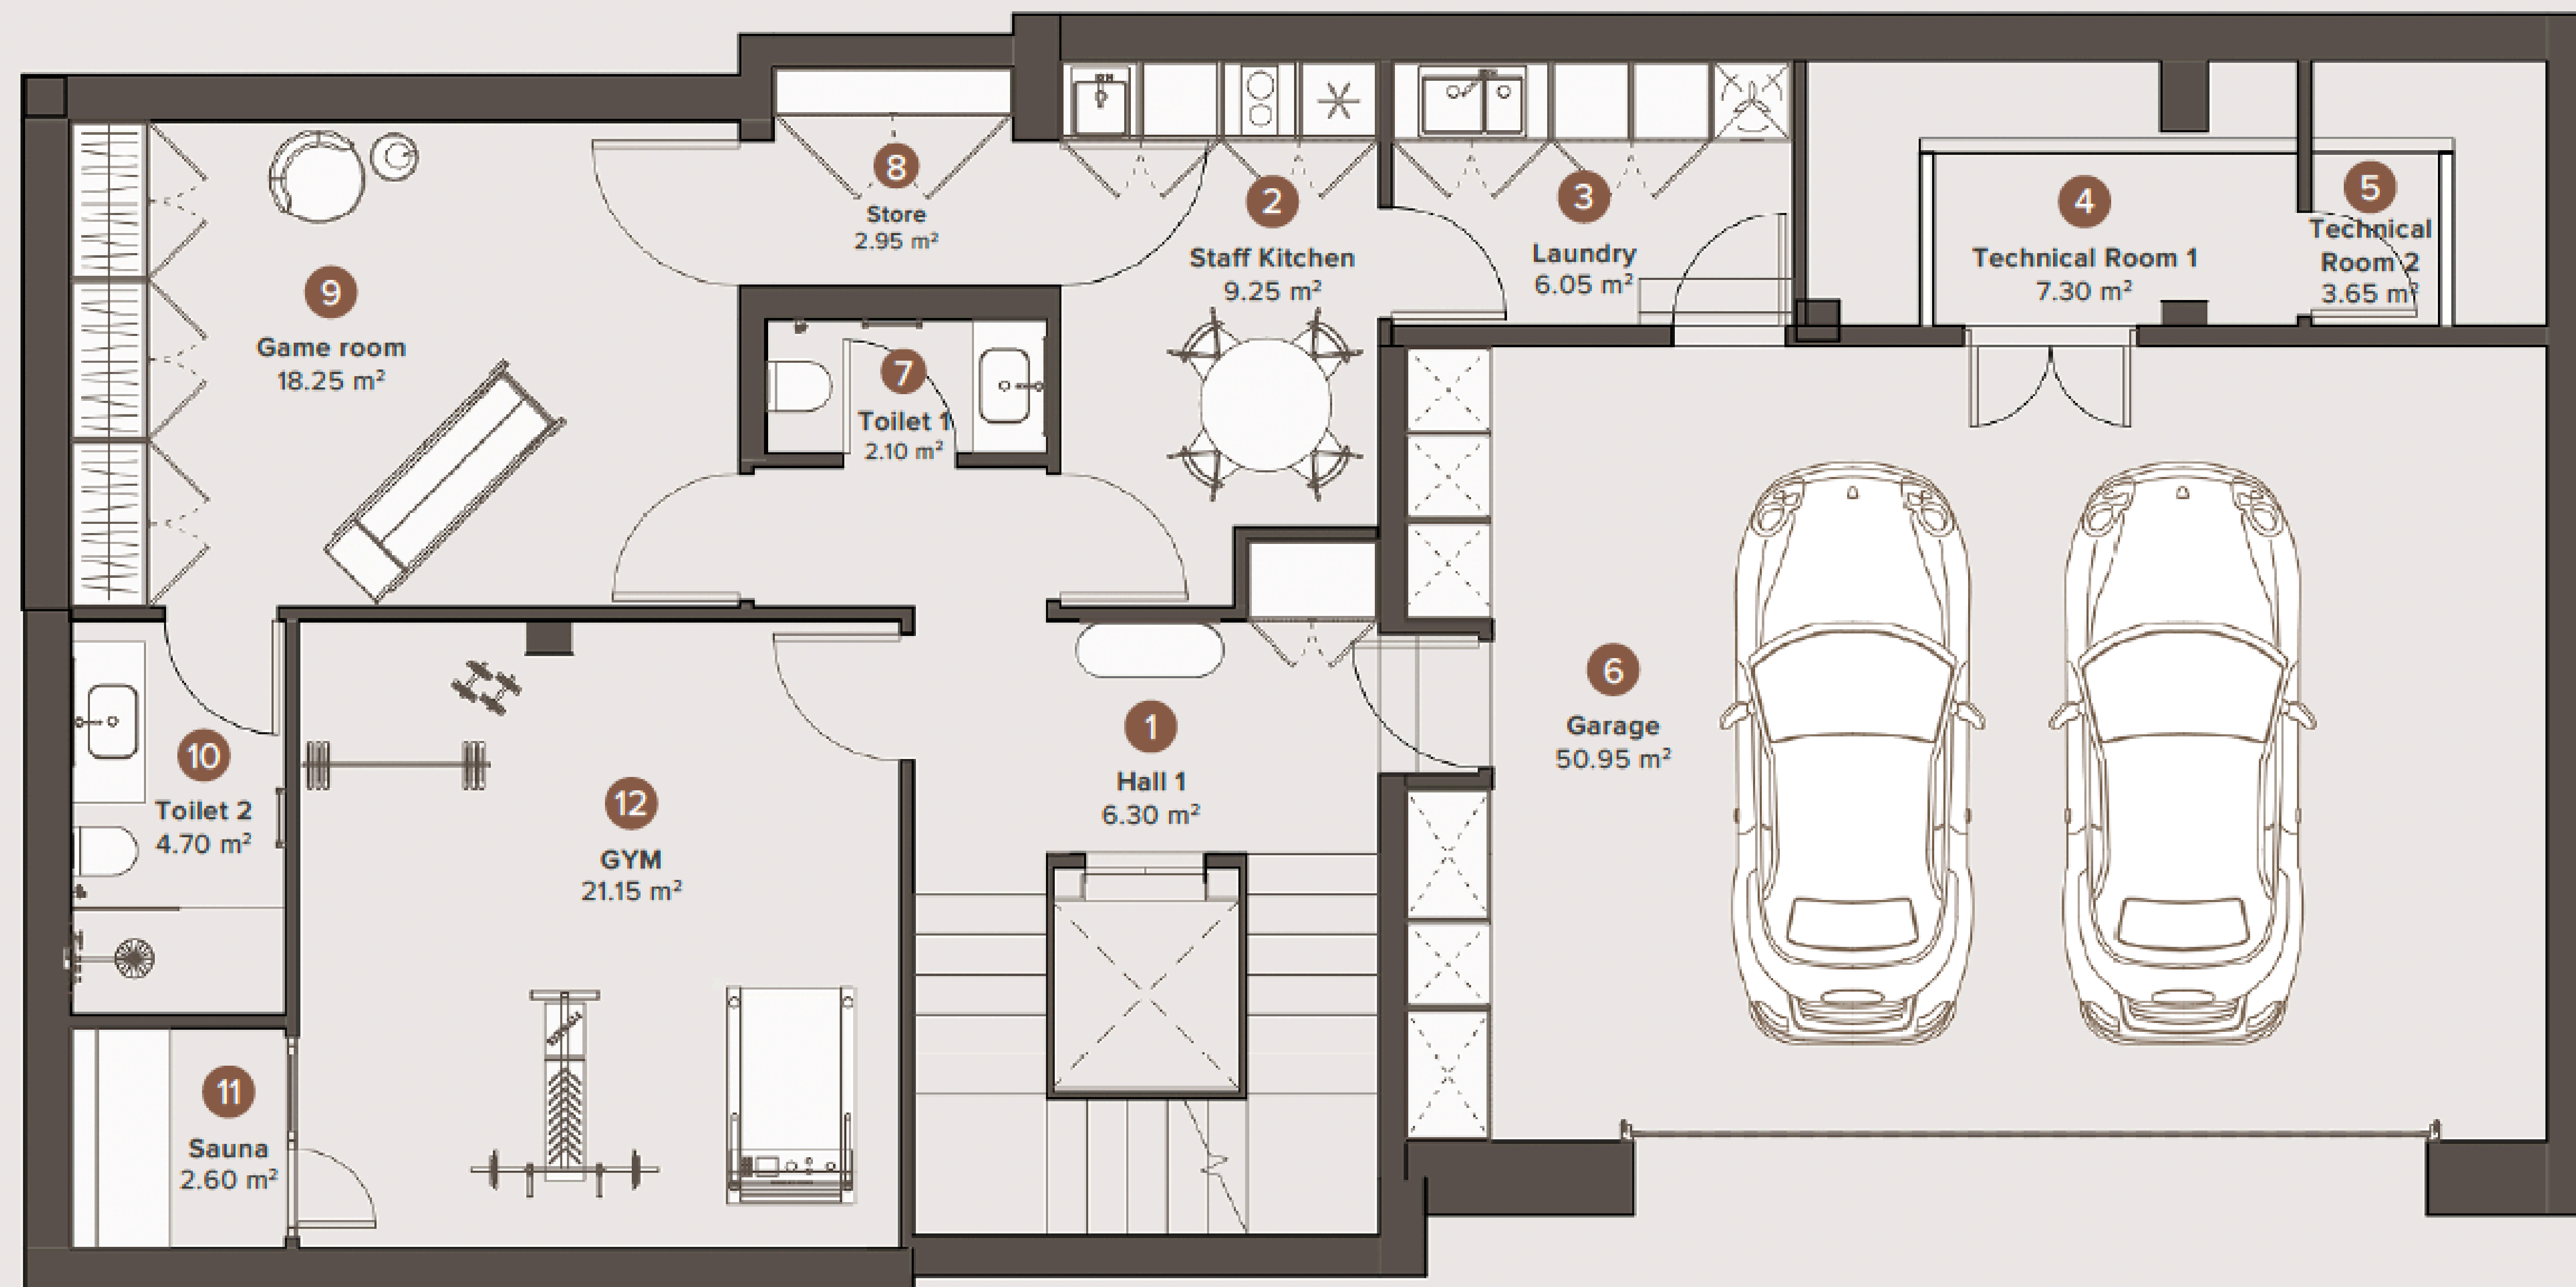 8
Store
2.95 m²
2
Staff Kitchen
9.25 m²
3
Laundry
6.05 m²
4
Technical Room 1
7.30 m²
5
Technical
Room 2
3.65 m²
9
Game room
18.25 m²
7
Toilet 1
2.10 m²
10
Toilet 2
4.70 m²
12
GYM
21.15 m²
1
Hall 1
6.30 m²
6
Garage
50.95 m²
11
Sauna
2.60 m²